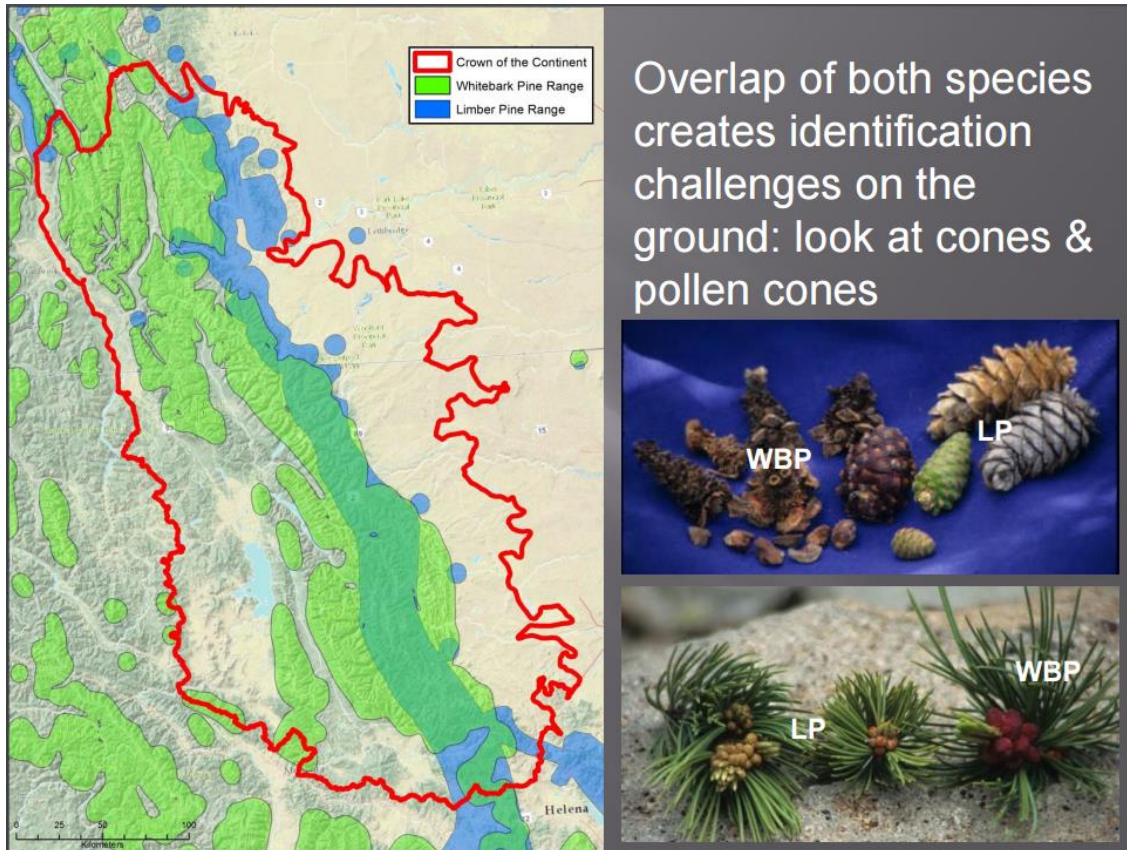 Crown of the Continent
Whitebark Pine Range
Limber Pine Range
Overlap of both species
creates identification
challenges on the
ground: look at cones &
pollen cones
WBP
LP
WBP
LP
Lethbridge
Helena
0 25 50 100
Kilometers